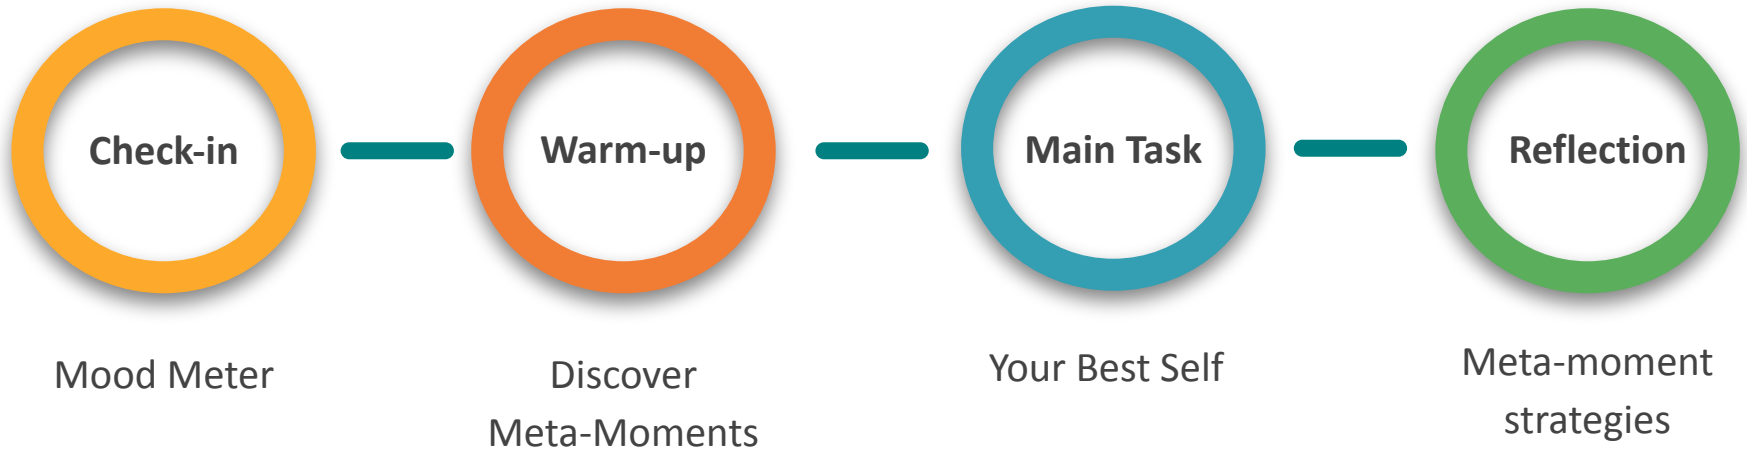 Check-in
Warm-up
Main Task
Reflection
Mood Meter
Discover
Meta-Moments
Your Best Self
Meta-moment
strategies